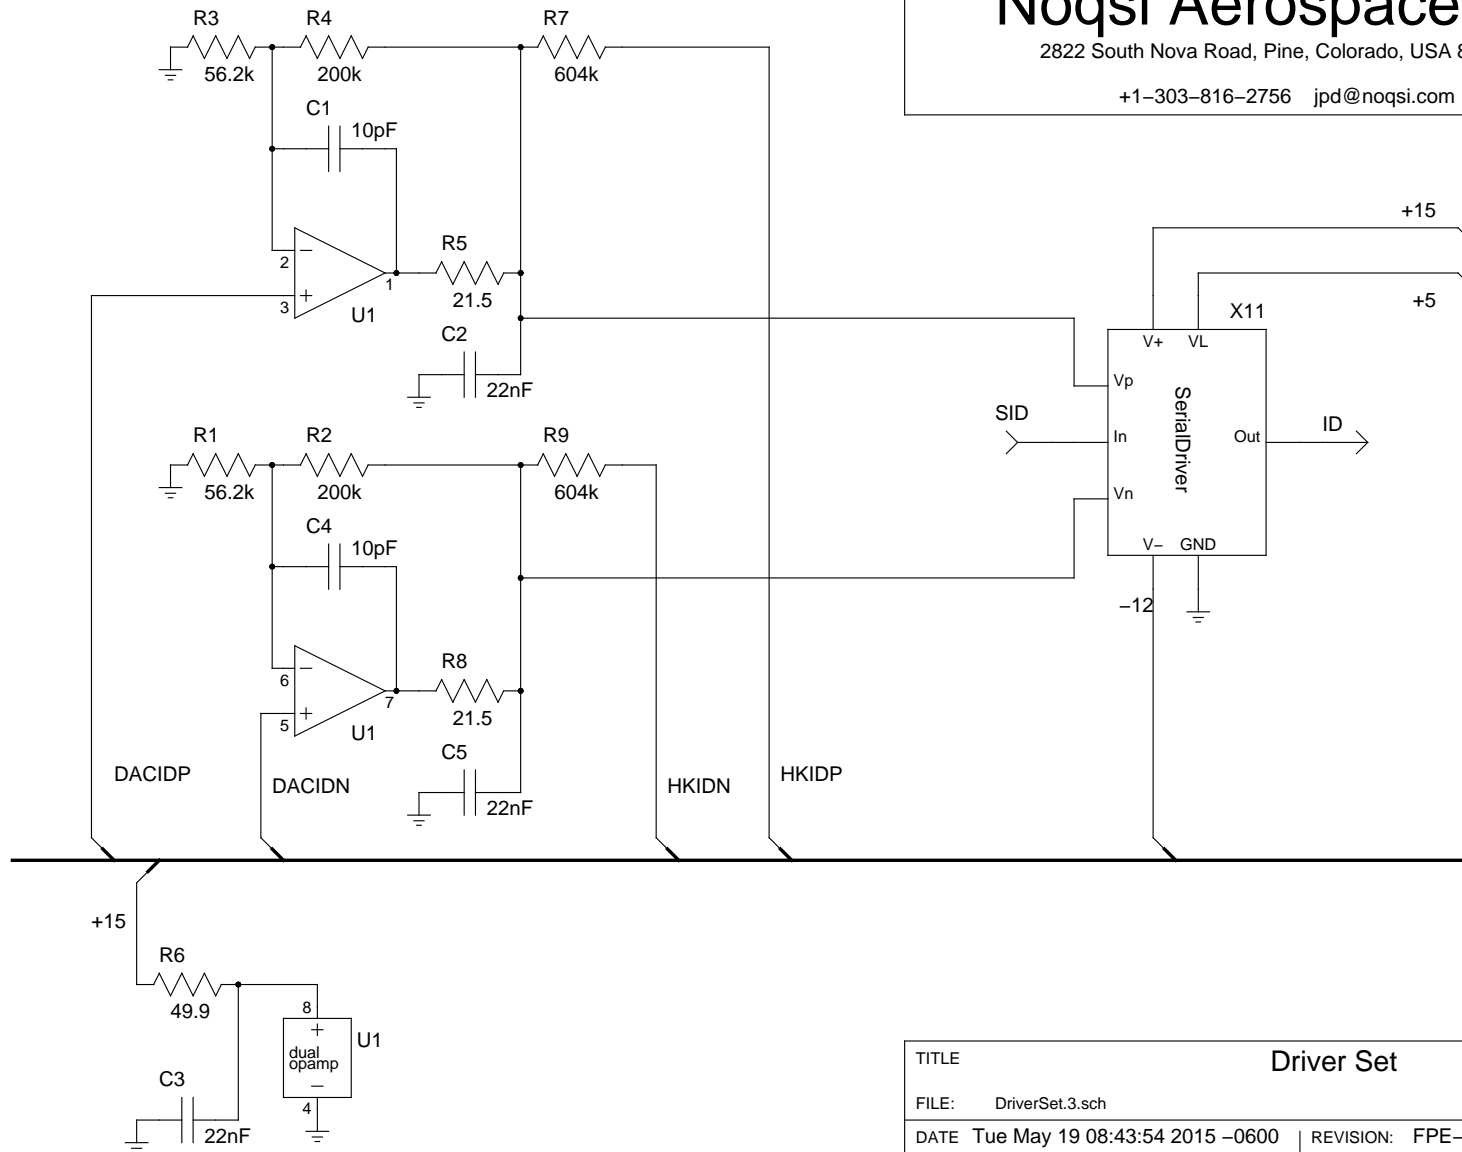 Noqsi Aerospace
2822 South Nova Road, Pine, Colorado, USA 8
+1−303−816−2756 jpd@noqsi.com
R3
R4
R7
56.2k
200k
604k
C1
10pF
2
3
1
U1
R5
21.5
C2
22nF
+15
+5
X11
V+
VL
Vp
In
Vn
V−
GND
Out
SerialDriver
SID
ID
−12
R1
R2
R9
56.2k
200k
604k
C4
10pF
6
5
7
U1
R8
21.5
C5
22nF
DACIDP
DACIDN
HKIDN
HKIDP
+15
R6
49.9
8
U1
dual
opamp
4
C3
22nF
TITLE
Driver Set
FILE: DriverSet.3.sch
DATE Tue May 19 08:43:54 2015 −0600
REVISION: FPE−